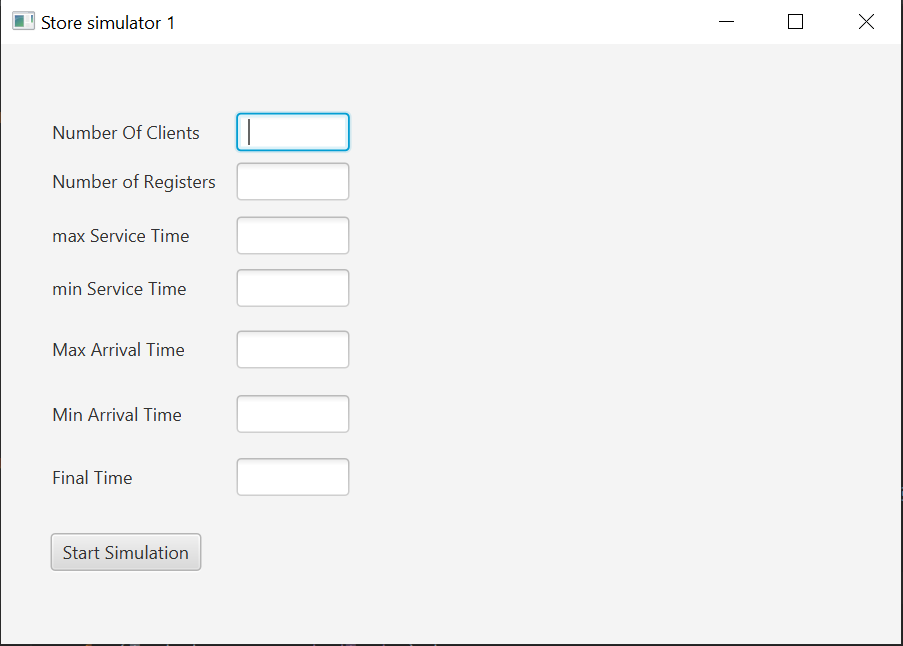 Store simulator 1
Number Of Clients
Number of Registers
max Service Time
min Service Time
Max Arrival Time
Min Arrival Time
Final Time
Start Simulation